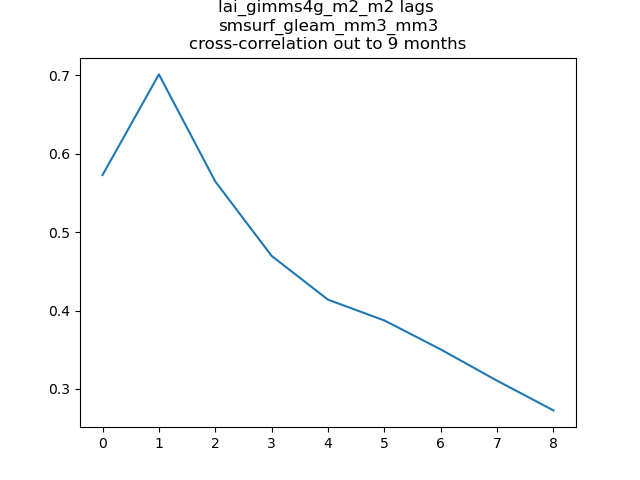 lai_gimms4g_m2_m2 lags
smsurf_gleam_mm3_mm3
cross-correlation out to 9 months
0.7
0.6
0.5
0.4
0.3
0 1 2 3 4 5 6 7 8